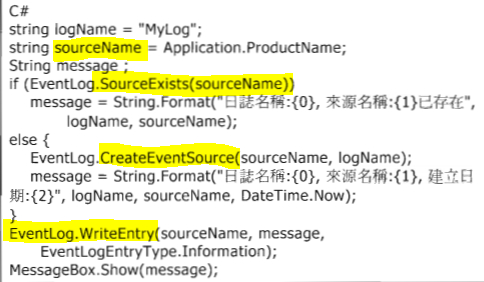 C#
string logName = "MyLog";
string sourceName = Application.ProductName;
String message ;
if (EventLog.SourceExists(sourceName))
message = String.Format("日誌名稱:{0}, 來源名稱:{1}已存在",
logName, sourceName);
else {
EventLog.CreateEventSource(sourceName, logName);
message = String.Format("日誌名稱:{0}, 來源名稱:{1}, 建立日
期:{2}", logName, sourceName, DateTime.Now);
}
EventLog.WriteEntry(sourceName, message,
EventLogEntryType.Information);
MessageBox.Show(message);